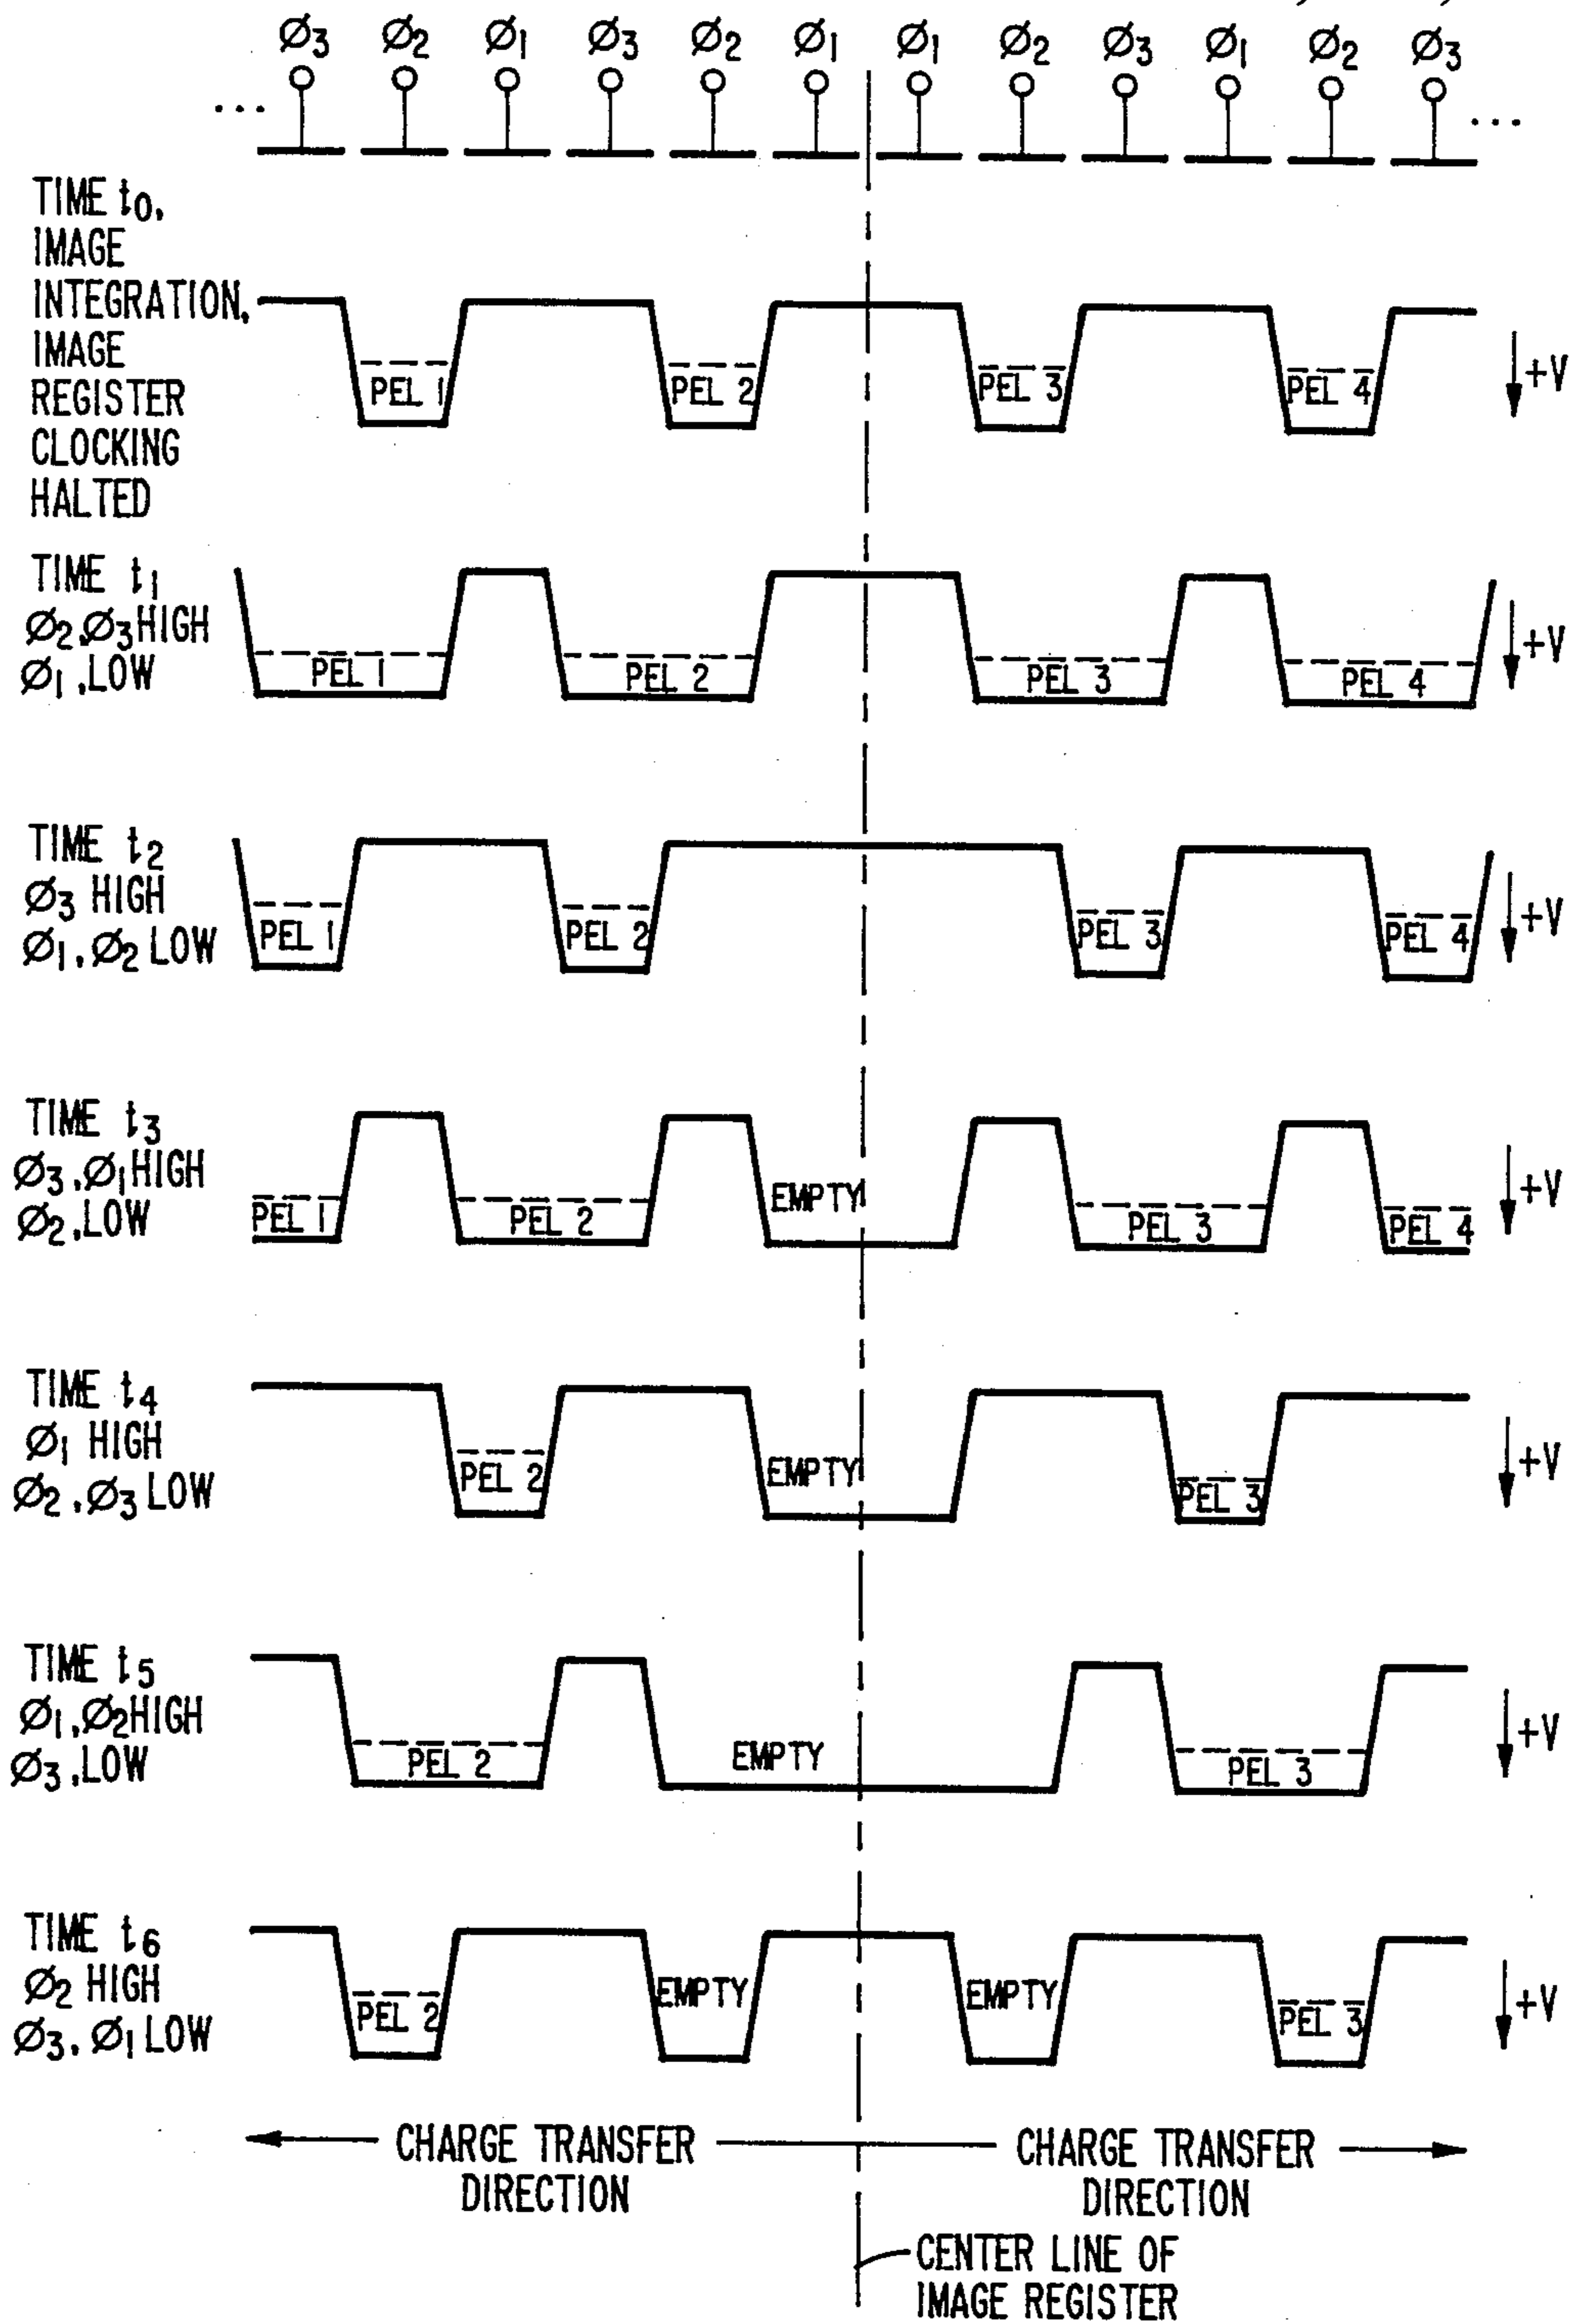 Ø3 Ø2 Ø1 Ø3 Ø2 Ø1 Ø1 Ø2 Ø3 Ø1 Ø2 Ø3
... ...
TIME t0,
IMAGE
INTEGRATION,
IMAGE
REGISTER
CLOCKING
HALTED
PEL 1 PEL 2 PEL 3 PEL 4 +V
TIME t1
Ø2,Ø3 HIGH
Ø1, LOW
PEL 1 PEL 2 PEL 3 PEL 4 +V
TIME t2
Ø3 HIGH
Ø1, Ø2 LOW
PEL 1 PEL 2 PEL 3 PEL 4 +V
TIME t3
Ø3, Ø1 HIGH
Ø2, LOW
PEL 1 PEL 2 EMPTY PEL 3 PEL 4 +V
TIME t4
Ø1 HIGH
Ø2, Ø3 LOW
PEL 2 EMPTY PEL 3 +V
TIME t5
Ø1, Ø2 HIGH
Ø3, LOW
PEL 2 EMPTY PEL 3 +V
TIME t6
Ø2 HIGH
Ø3, Ø1 LOW
PEL 2 EMPTY EMPTY PEL 3 +V
CHARGE TRANSFER
DIRECTION
CHARGE TRANSFER
DIRECTION
CENTER LINE OF
IMAGE REGISTER